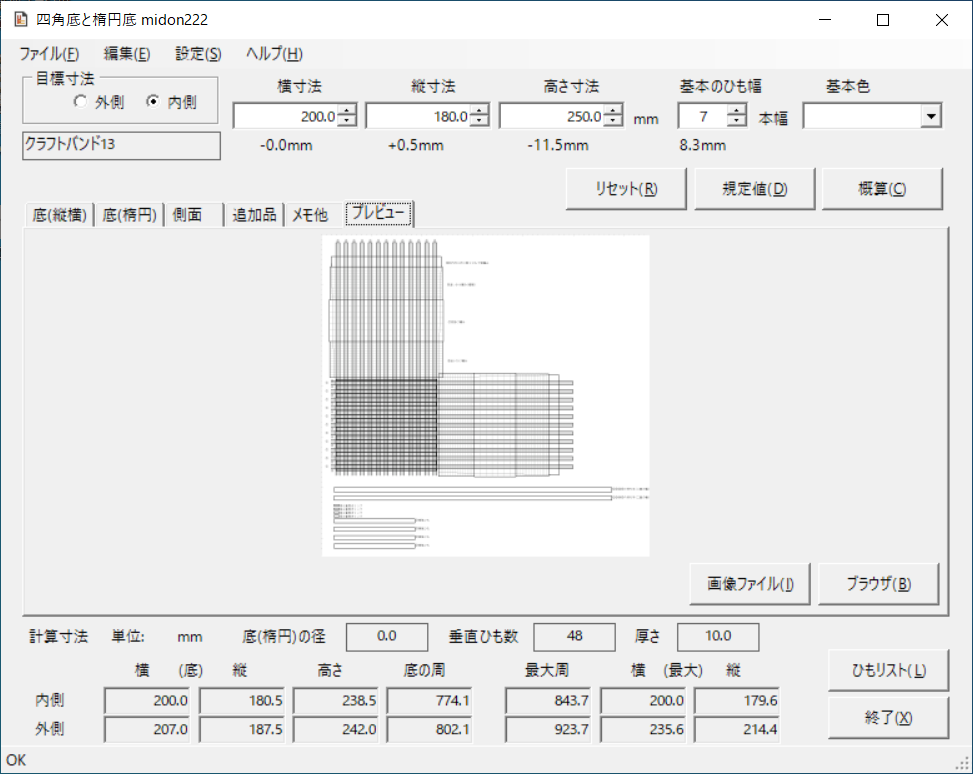 四角底と楕円底 midon222
ファイル(F) 編集(E) 設定(S) ヘルプ(H)
目標寸法
外側 内側
横寸法 縦寸法 高さ寸法 基本のひも幅 基本色
200.0 180.0 250.0 mm 7 本幅
クラフトバンド13
-0.0mm +0.5mm -11.5mm 8.3mm
リセット(R) 規定値(D) 概算(C)
底(縦横) 底(楕円) 側面 追加品 メモ他 プレビュー
画像ファイル(I) ブラウザ(B)
計算寸法 単位: mm 底(楕円)の径 0.0 垂直ひも数 48 厚さ 10.0
横 (底) 縦 高さ 底の周 最大周 横 (最大) 縦
内側 200.0 180.5 238.5 774.1 843.7 200.0 179.6
外側 207.0 187.5 242.0 802.1 923.7 235.6 214.4
ひもリスト(L)
終了(X)
OK